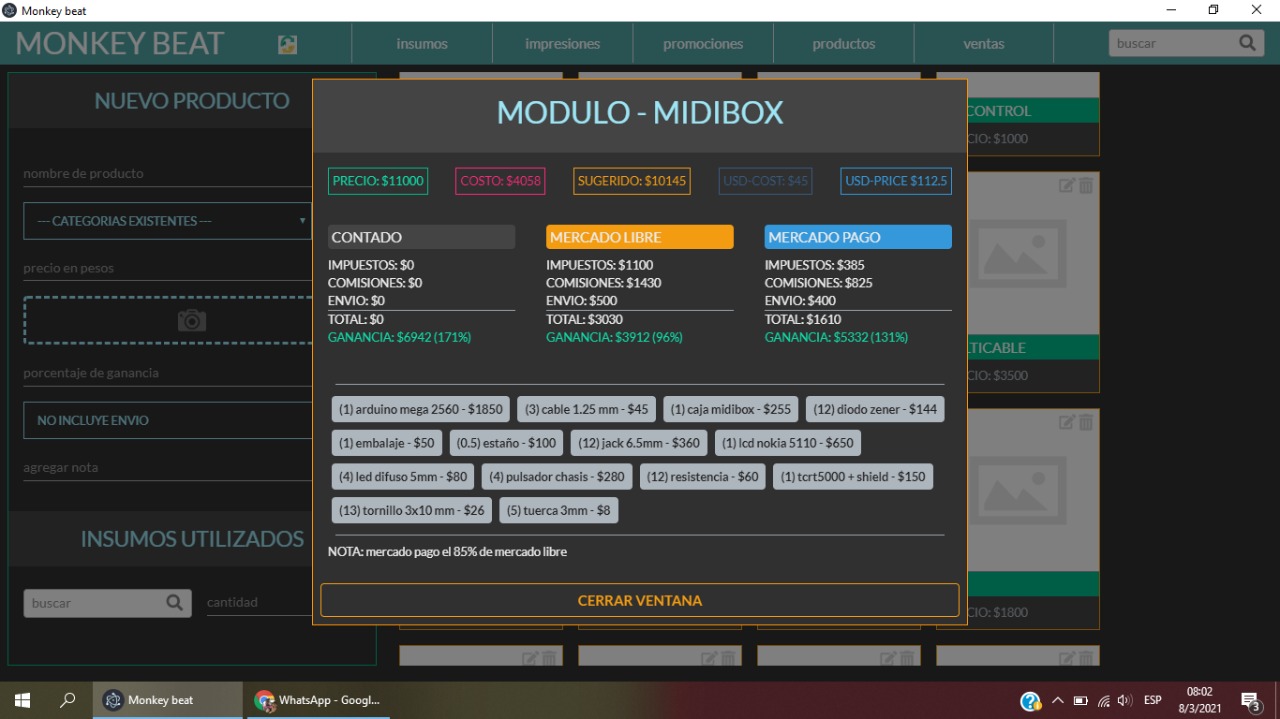 Monkey beat
MONKEY BEAT
insumos
impresiones
promociones
productos
ventas
buscar
NUEVO PRODUCTO
nombre de producto
--- CATEGORIAS EXISTENTES ---
precio en pesos
porcentaje de ganancia
NO INCLUYE ENVIO
agregar nota
INSUMOS UTILIZADOS
buscar
cantidad
MODULO - MIDIBOX
PRECIO: $11000
COSTO: $4058
SUGERIDO: $10145
USD-COST: $45
USD-PRICE $112.5
CONTADO
IMPUESTOS: $0
COMISIONES: $0
ENVIO: $0
TOTAL: $0
GANANCIA: $6942 (171%)
MERCADO LIBRE
IMPUESTOS: $1100
COMISIONES: $1430
ENVIO: $500
TOTAL: $3030
GANANCIA: $3912 (96%)
MERCADO PAGO
IMPUESTOS: $385
COMISIONES: $825
ENVIO: $400
TOTAL: $1610
GANANCIA: $5332 (131%)
(1) arduino mega 2560 - $1850
(3) cable 1.25 mm - $45
(1) caja midibox - $255
(12) diodo zener - $144
(1) embalaje - $50
(0.5) estaño - $100
(12) jack 6.5mm - $360
(1) lcd nokia 5110 - $650
(4) led difuso 5mm - $80
(4) pulsador chasis - $280
(12) resistencia - $60
(1) tcrt5000 + shield - $150
(13) tornillo 3x10 mm - $26
(5) tuerca 3mm - $8
NOTA: mercado pago el 85% de mercado libre
CERRAR VENTANA
CONTROL
CIO: $1000
LTICABLE
CIO: $3500
CIO: $1800
Monkey beat
WhatsApp - Googl...
ESP
08:02
8/3/2021
3